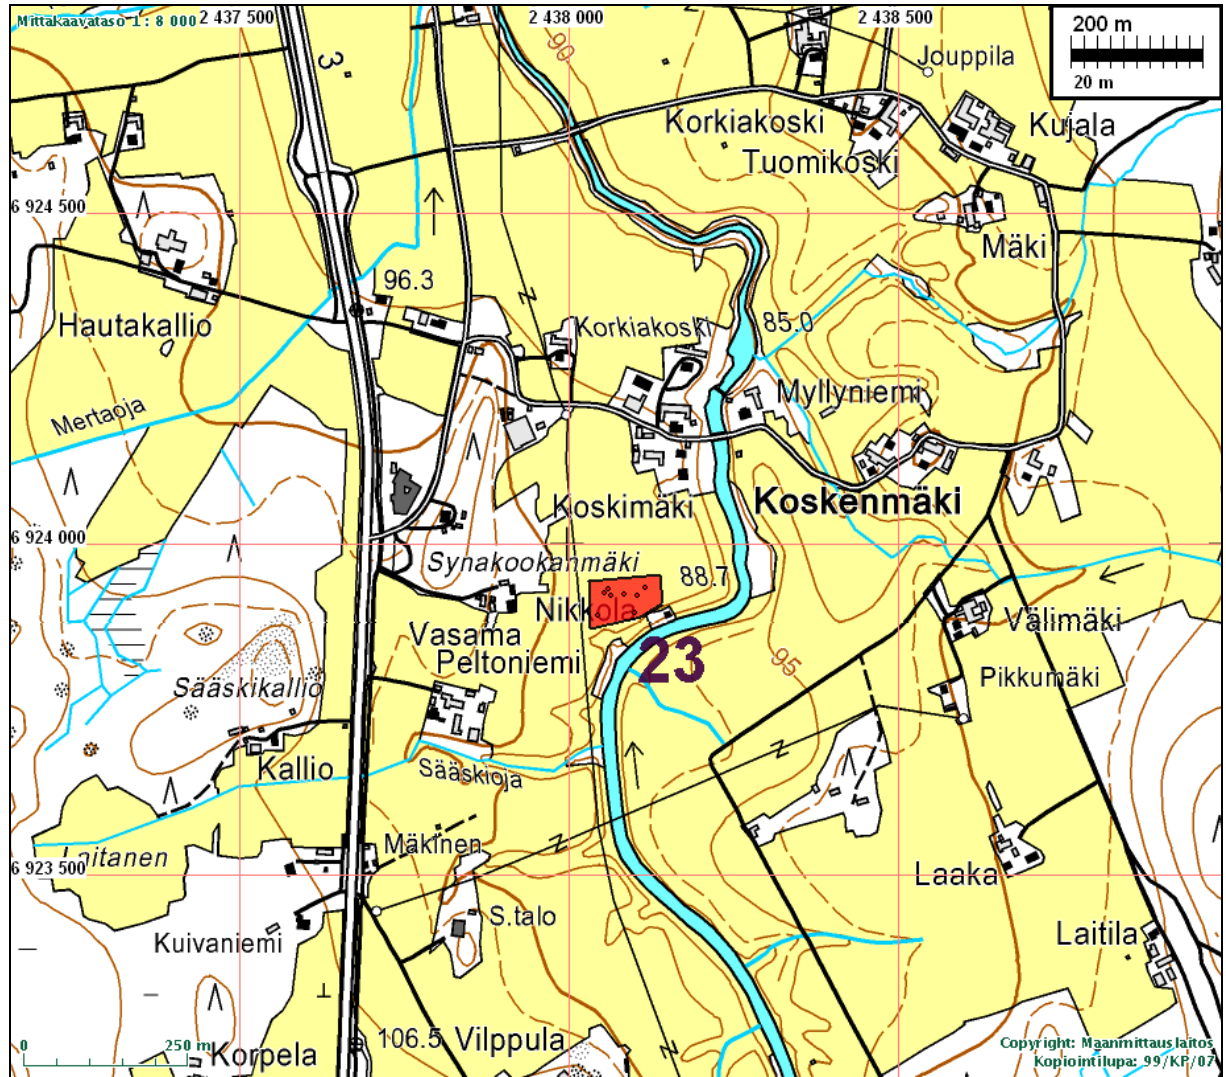 Mittakaavataso 1 : 8 000
2 437 500
2 438 000
2 438 500
200 m
20 m
3
90
Jouppila
Korkiakoski
Kujala
Tuomikoski
6 924 500
Mäki
96.3
Hautakallio
Korkiakoski
85.0
Myllyniemi
Mertaoja
Koskimäki
Koskenmäki
6 924 000
Synakookanmäki
88.7
Nikkola
Välimäki
Vasama
Peltoniemi
23
95
Pikkumäki
Sääskikallio
Kallio
Sääskioja
Mäkinen
Laitanen
6 923 500
Laaka
S.talo
Kuivaniemi
Laitila
106.5
Vilppula
Korpela
0
250 m
Copyright: Maanmittauslaitos
Kopiointilupa: 99/KP/07